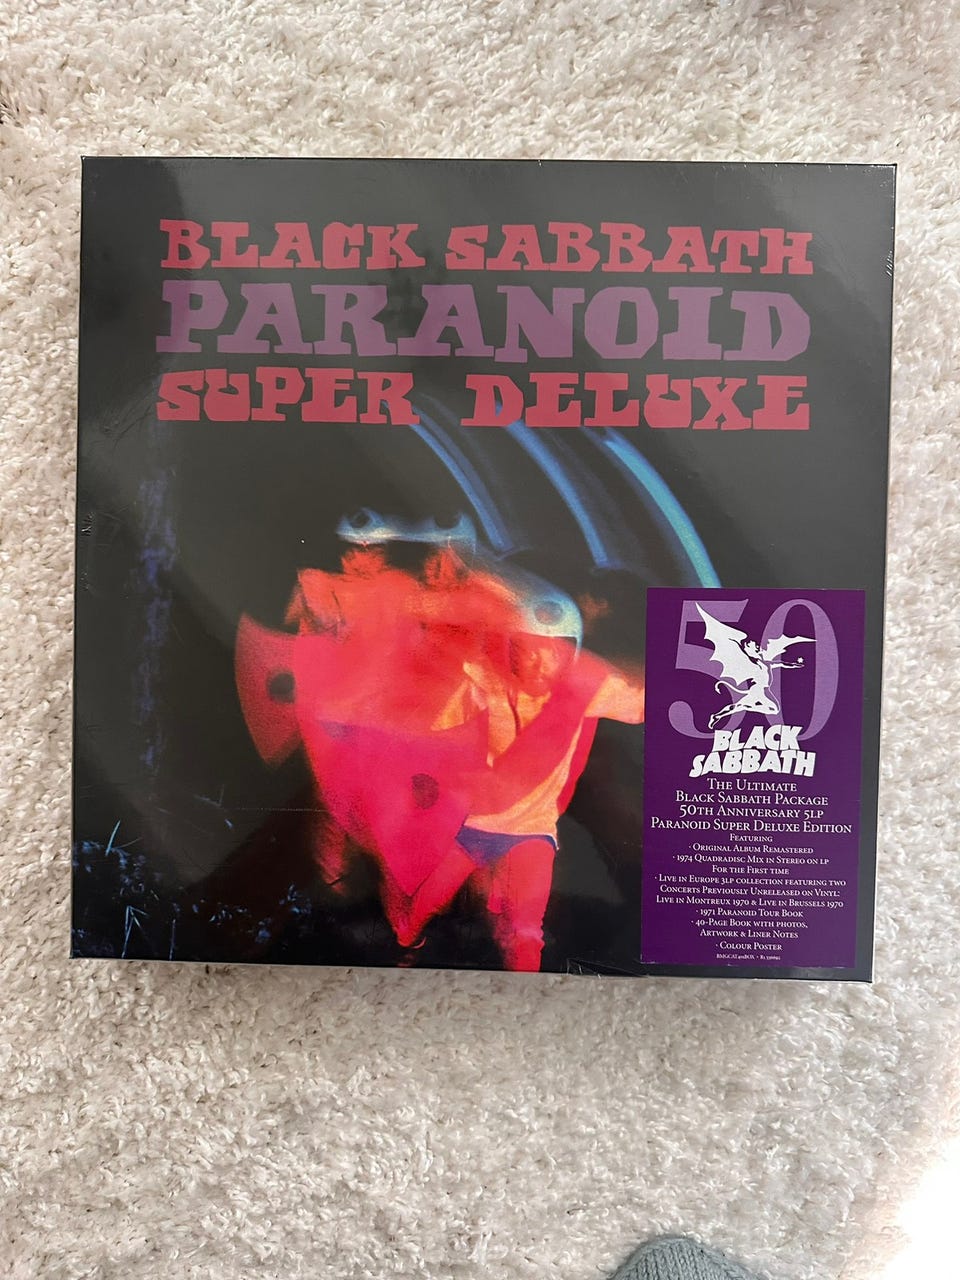 BLACK SABBATH
PARANOID
SUPER DELUXE
50
BLACK
SABBATH
The Ultimate
Black Sabbath Package
50th Anniversary 5LP
Paranoid Super Deluxe Edition
Featuring
· Original Album Remastered
· 1974 Quadradisc Mix in Stereo on LP
For the First time
· Live in Europe 3LP collection featuring two
Concerts Previously Unreleased on Vinyl:
Live in Montreux 1970 & Live in Brussels 1970
· 1971 Paranoid Tour Book
· 40-Page Book with photos,
Artwork & Liner Notes
· Colour Poster